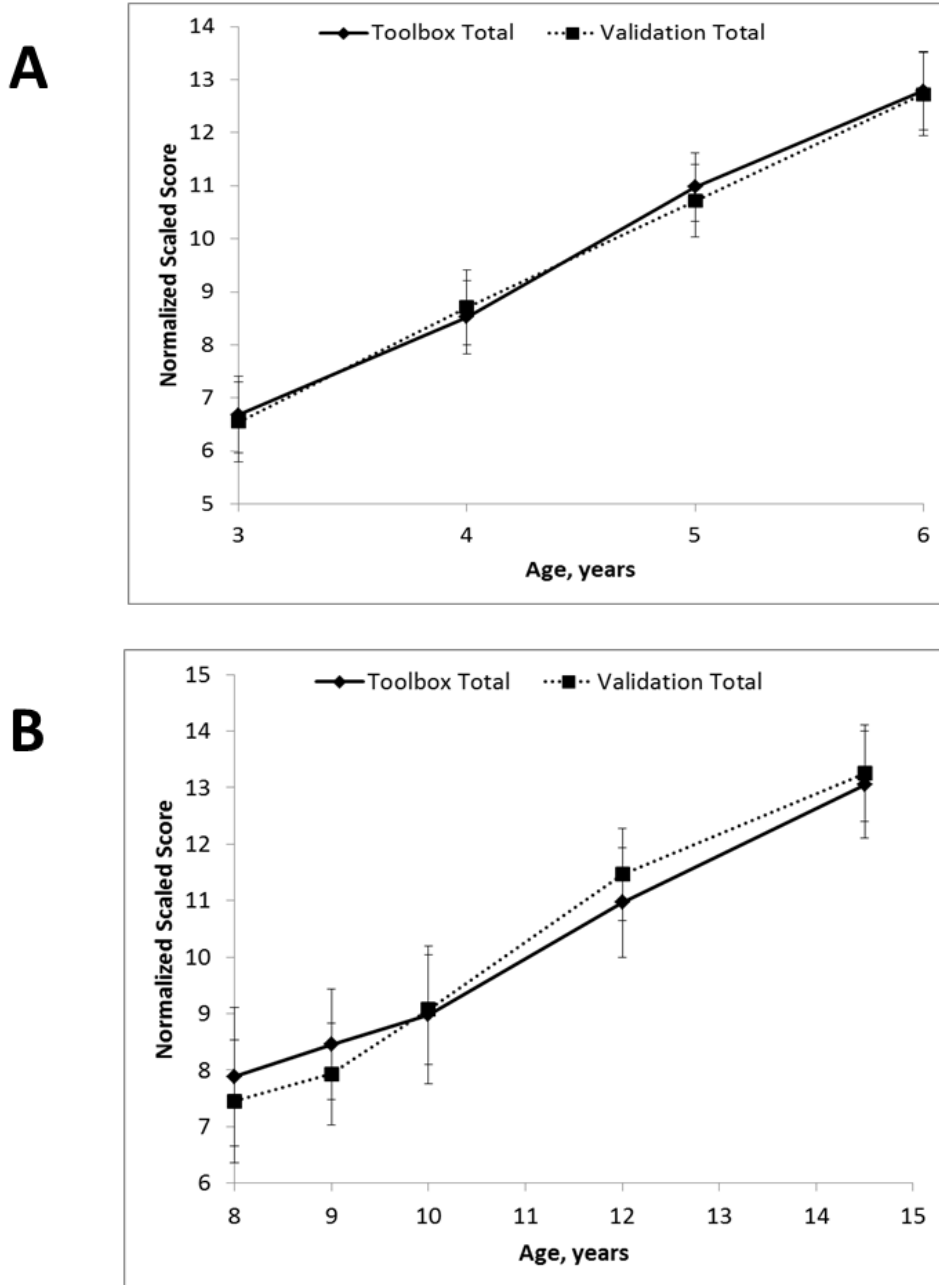 A
Toolbox Total Validation Total
14
13
12
11
10
9
8
7
6
5
Normalized Scaled Score
3 4 5 6
Age, years
B
Toolbox Total Validation Total
15
14
13
12
11
10
9
8
7
6
Normalized Scaled Score
8 9 10 12 13 14 15
Age, years